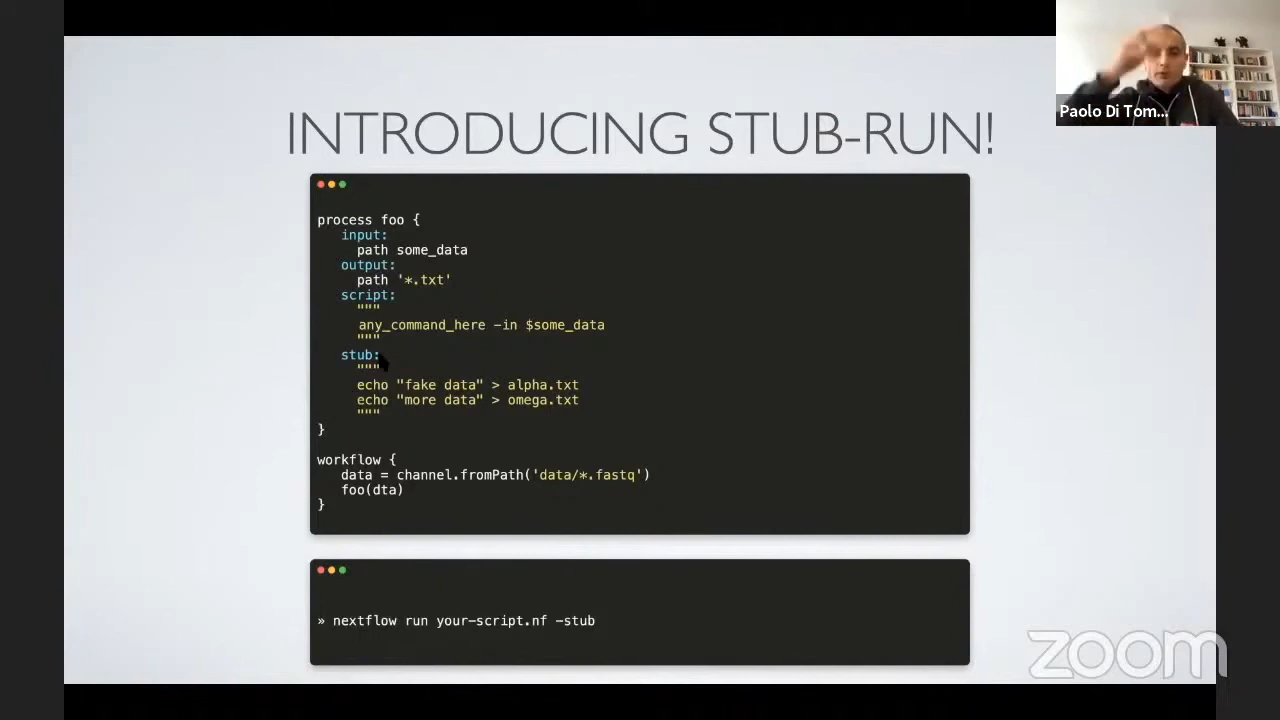 INTRODUCING STUB-RUN!
Paolo Di Tom...
process foo {
input:
path some_data
output:
path '*.txt'
script:
"""
any_command_here -in $some_data
"""
stub:
"""
echo "fake data" > alpha.txt
echo "more data" > omega.txt
"""
}
workflow {
data = channel.fromPath('data/*.fastq')
foo(dta)
}
» nextflow run your-script.nf -stub
zoom